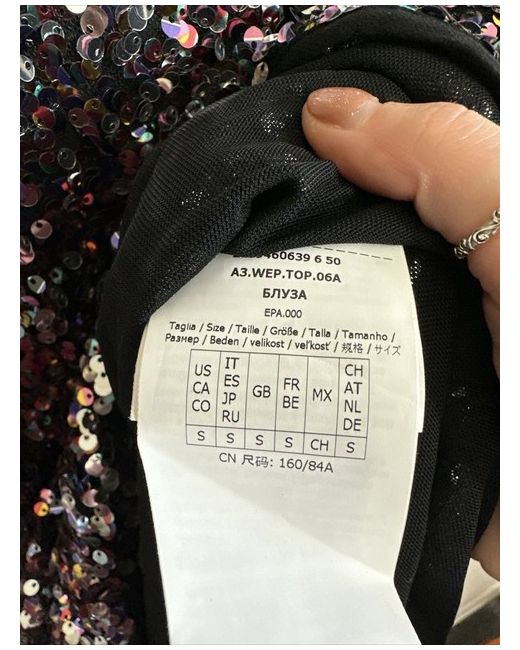 460639 6 50
A3.WEP.TOP.06A
БЛУЗА
EPA.000
Taglia / Size / Taille / Größe / Talla / Tamanho /
Размер / Beden / velikost / veľkosť / 規格 / サイズ
US CA CO | IT ES JP RU | GB | FR BE | MX | CH AT NL DE
S | S | S | S | CH | S
CN 尺码: 160/84A